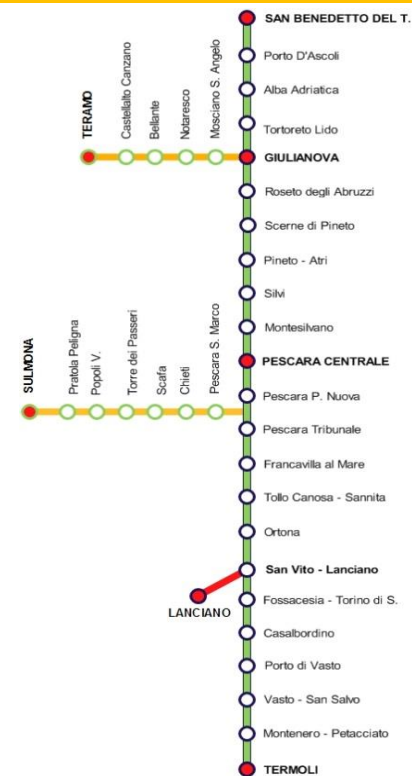 SAN BENEDETTO DEL T.
Porto D'Ascoli
Alba Adriatica
Tortoreto Lido
TERAMO
Castellalto Canzano
Bellante
Notaresco
Mosciano S. Angelo
GIULIANOVA
Roseto degli Abruzzi
Scerne di Pineto
Pineto - Atri
Silvi
Montesilvano
PESCARA CENTRALE
SULMONA
Pratola Peligna
Popoli V.
Torre dei Passeri
Scafa
Chieti
Pescara S. Marco
Pescara P. Nuova
Pescara Tribunale
Francavilla al Mare
Tollo Canosa - Sannita
Ortona
San Vito - Lanciano
LANCIANO
Fossacesia - Torino di S.
Casalbordino
Porto di Vasto
Vasto - San Salvo
Montenero - Petacciato
TERMOLI